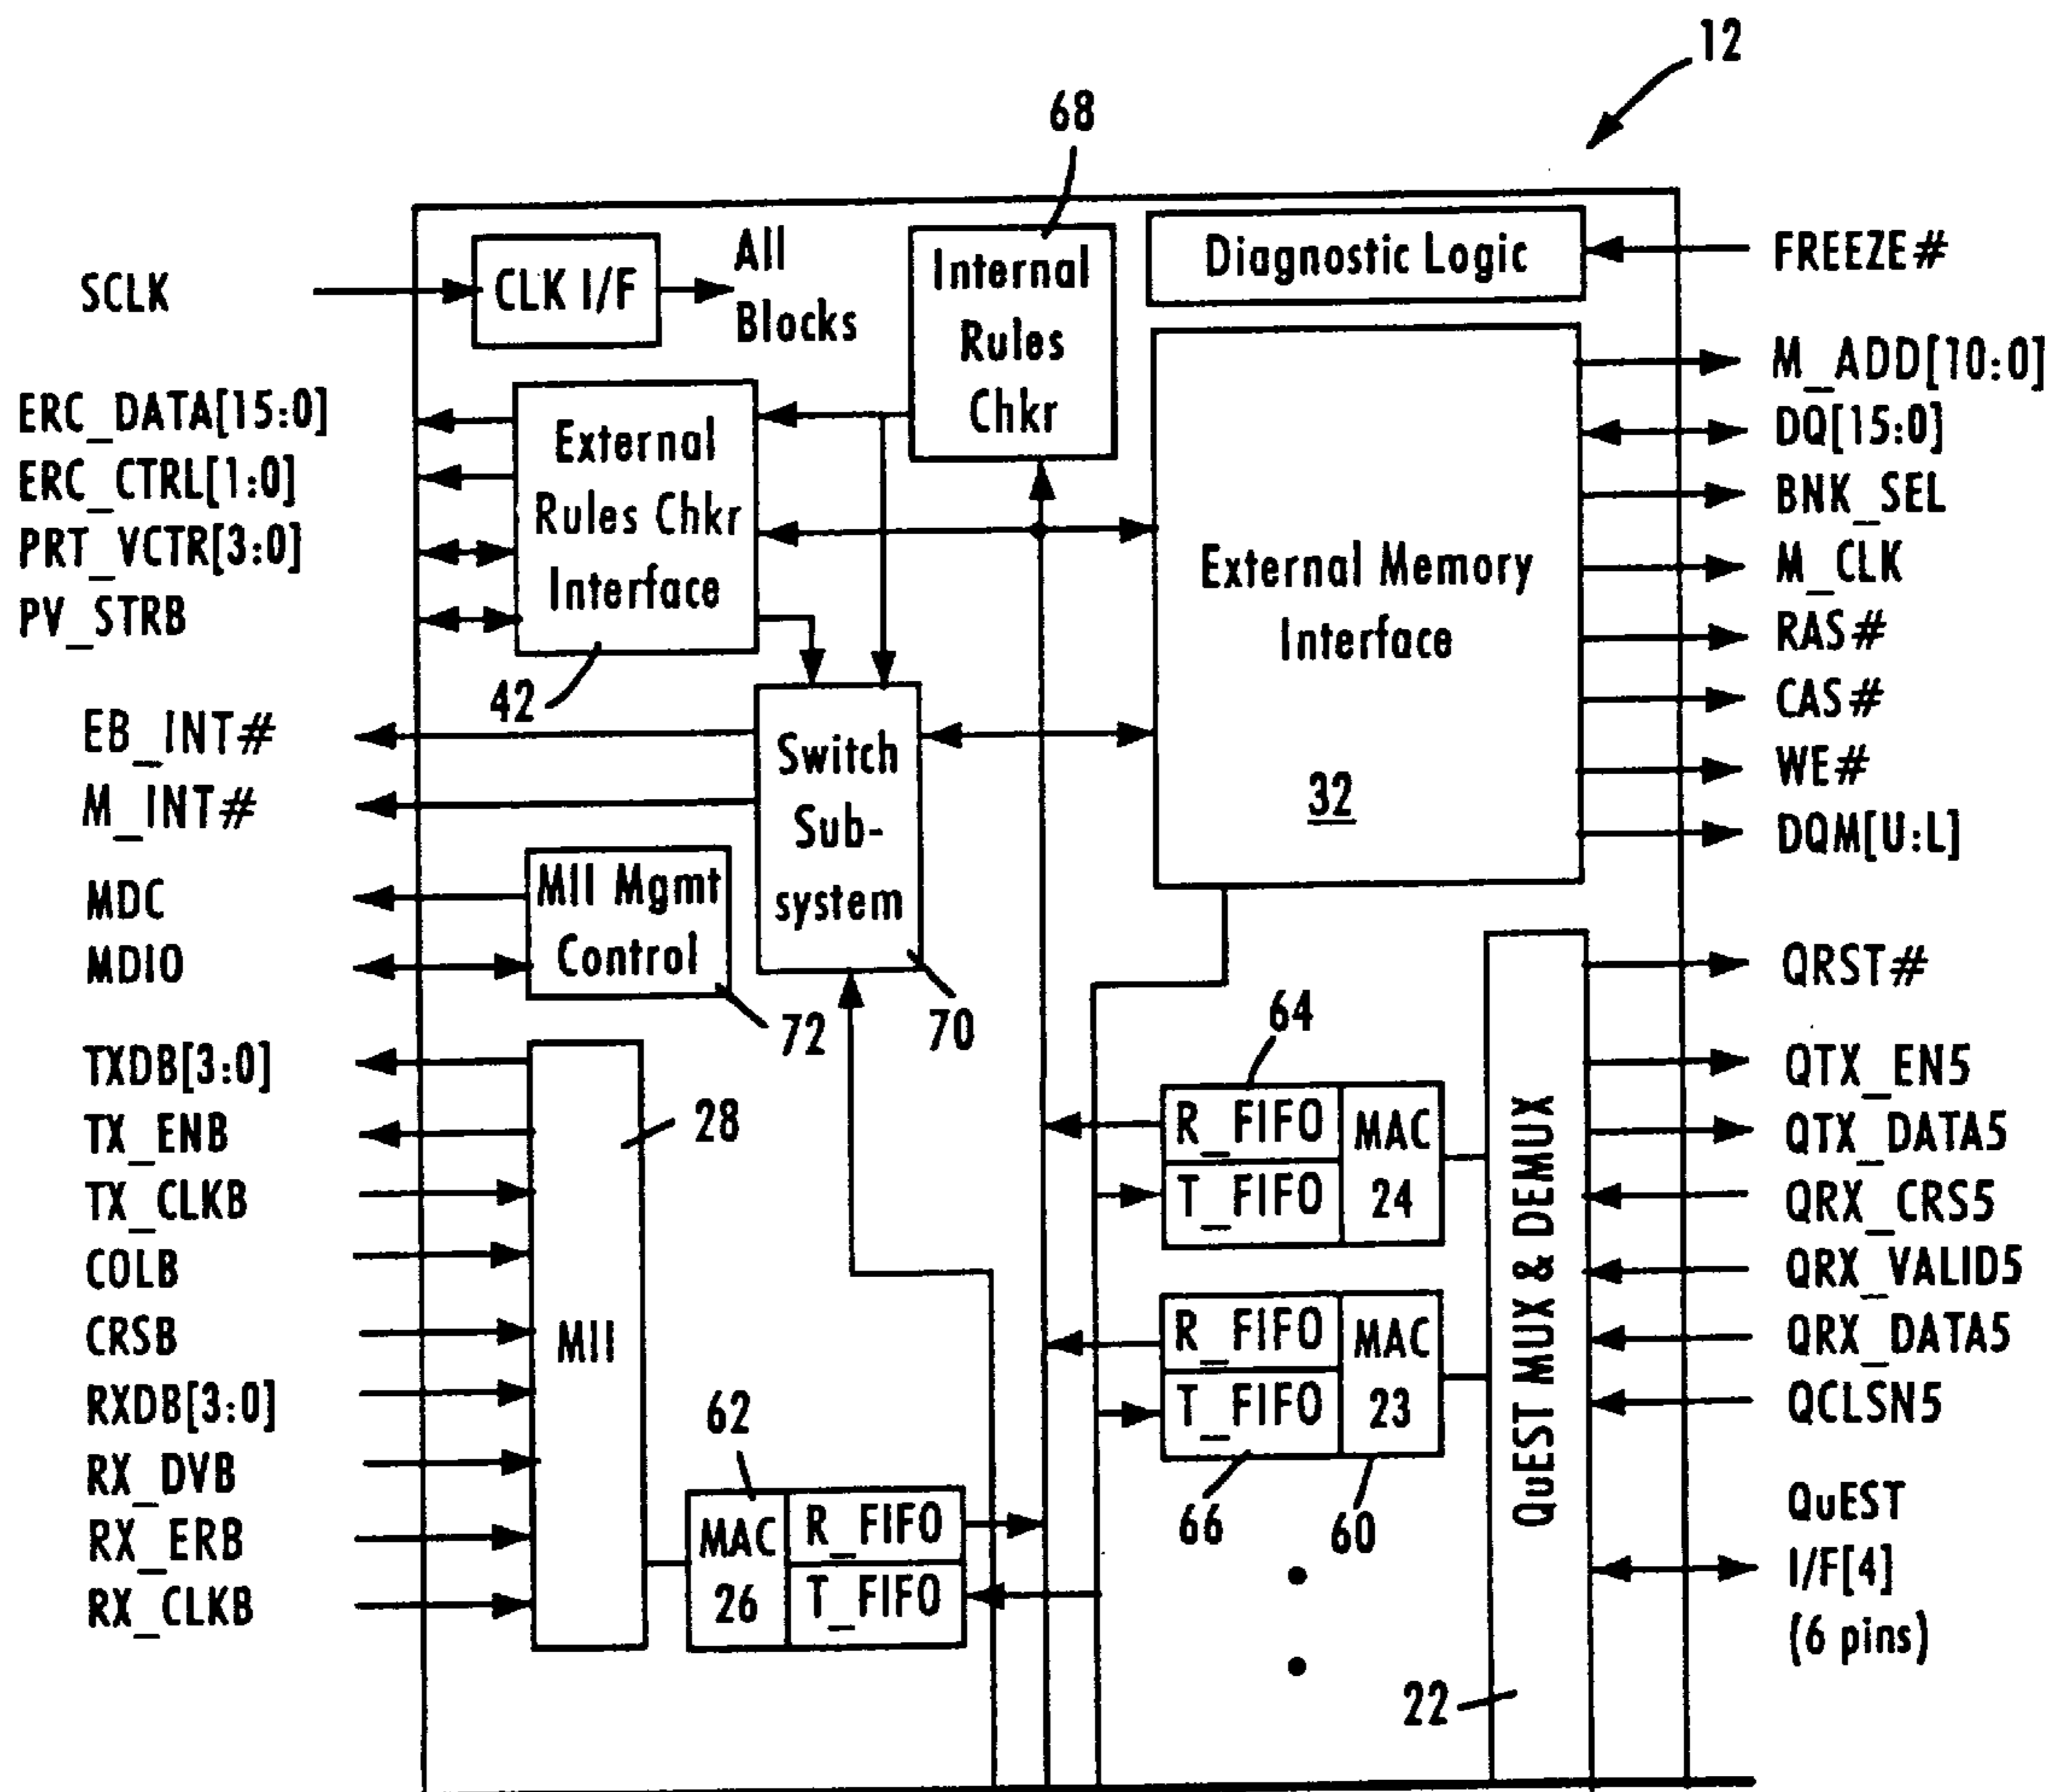 12
68
SCLK
CLK I/F
All
Blocks
Internal
Rules
Chkr
Diagnostic Logic
FREEZE#
ERC_DATA[15:0]
ERC_CTRL[1:0]
PRT_VCTR[3:0]
PV_STRB
External
Rules Chkr
Interface
42
External Memory
Interface
32
M_ADD[10:0]
DQ[15:0]
BNK_SEL
M_CLK
RAS#
CAS#
WE#
DQM[U:L]
EB_INT#
M_INT#
Switch
Sub-
system
70
MDC
MDIO
MII Mgmt
Control
72
TXDB[3:0]
TX_ENB
TX_CLKB
COLB
CRSB
RXDB[3:0]
RX_DVB
RX_ERB
RX_CLKB
MII
28
62
MAC
26
R_FIFO
T_FIFO
64
R_FIFO
T_FIFO
MAC
24
R_FIFO
T_FIFO
MAC
23
66
60
QuEST MUX & DEMUX
22
QRST#
QTX_EN5
QTX_DATA5
QRX_CRS5
QRX_VALID5
QRX_DATA5
QCLSN5
QuEST
I/F[4]
(6 pins)